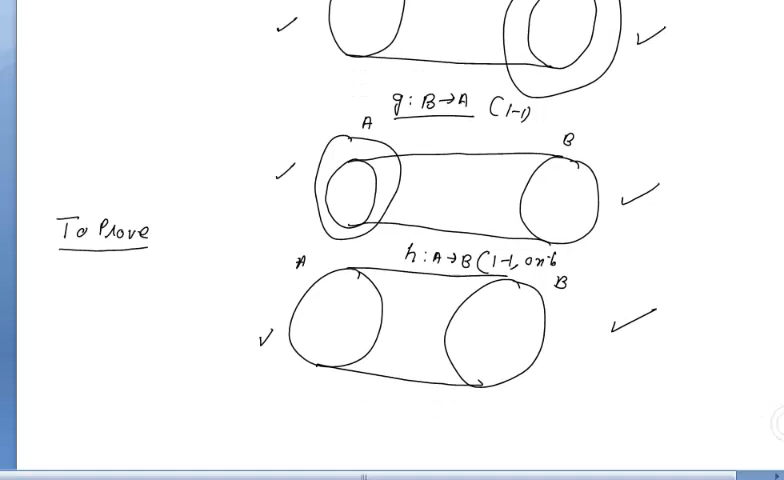 g: B→A (1-1)
A
B
To Prove
h: A→B (1-1, onto
A
B